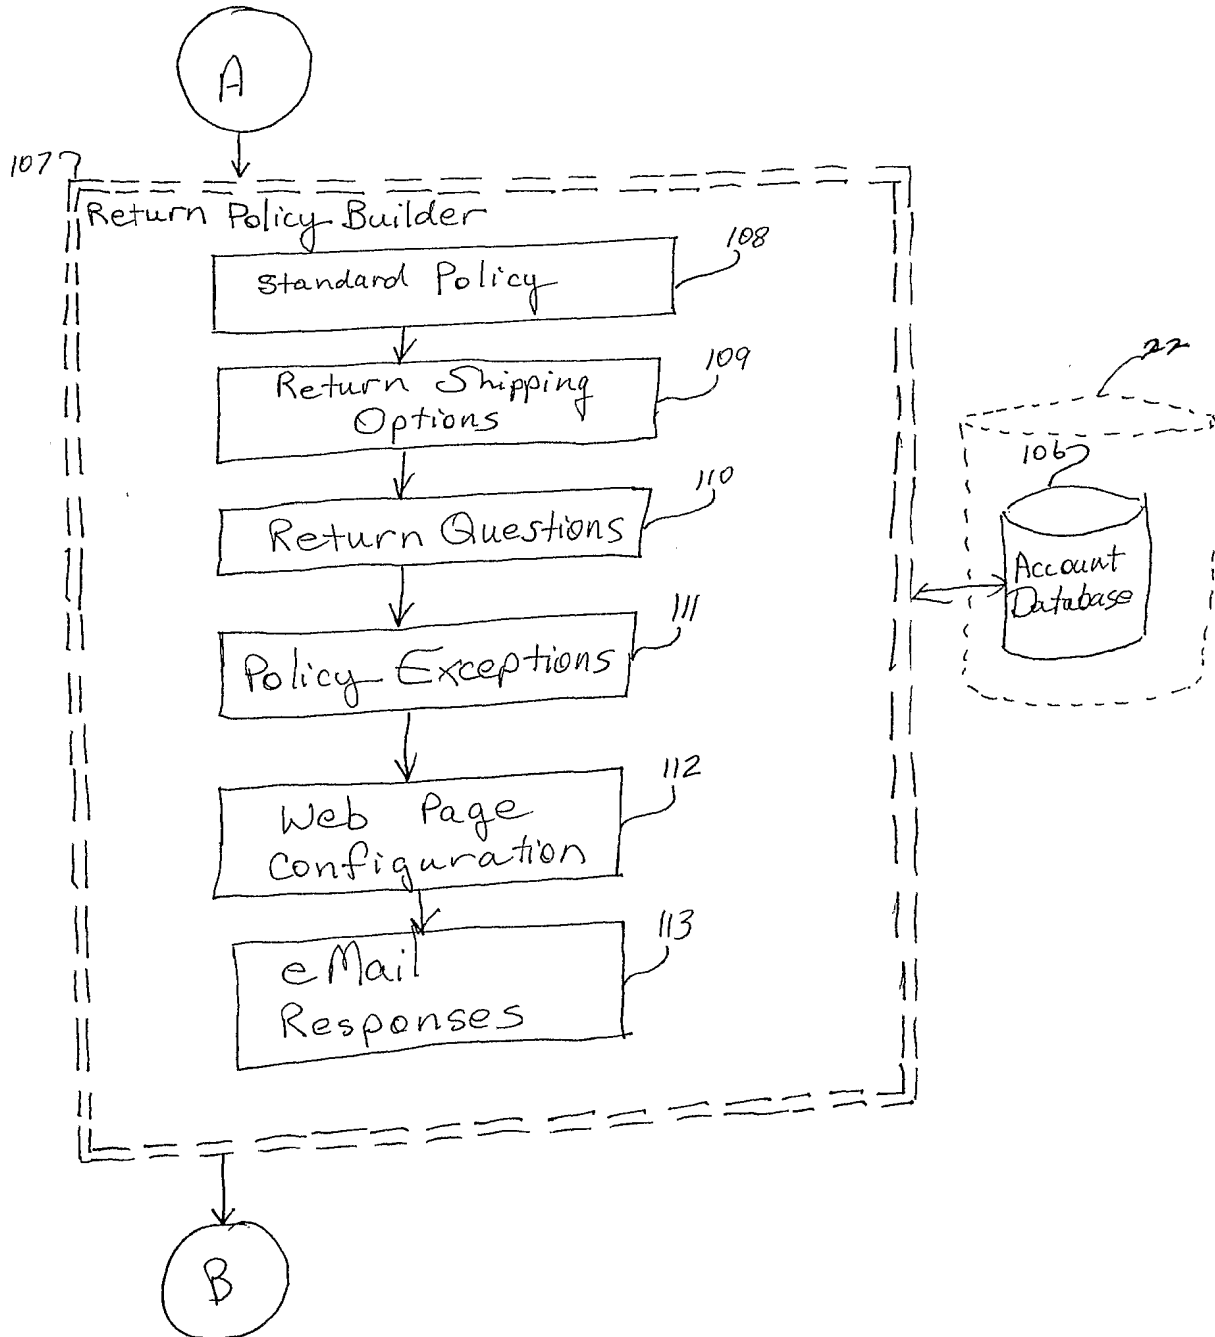 A
107
Return Policy Builder
108
Standard Policy
109
Return Shipping
Options
22
106
110
Return Questions
Account
Database
111
Policy Exceptions
112
Web Page
Configuration
113
eMail
Responses
B